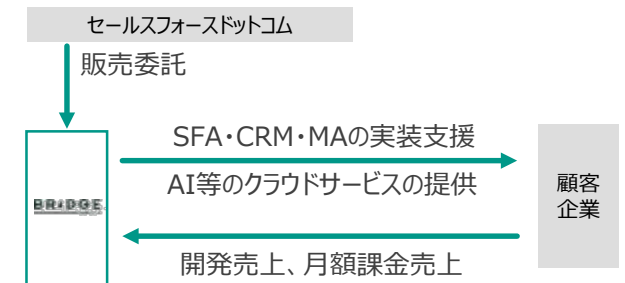 セールスフォースドットコム
販売委託
SFA・CRM・MAの実装支援
AI等のクラウドサービスの提供
BRiDGE
顧客
企業
開発売上、月額課金売上